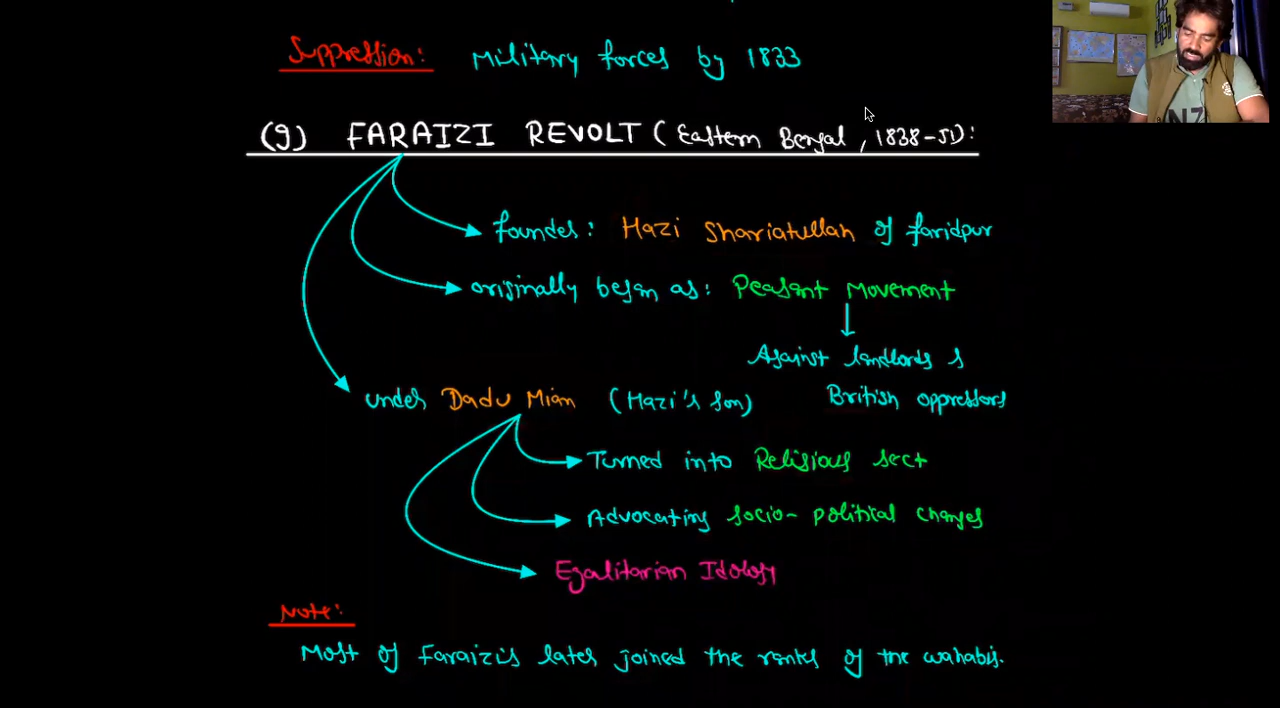 Suppression: Military forces by 1833
(9) FARAIZI REVOLT (Eastern Bengal, 1838-51):
founder: Hazi Shariatullah of faridpur
originally began as: Peasant Movement
Against landlords &
under Dadu Mian (Hazi's son) British oppressors
Turned into Religious sect
Advocating socio-political changes
Egalitarian Idology
Note:
Most of Faraizis later joined the ranks of the wahabis.